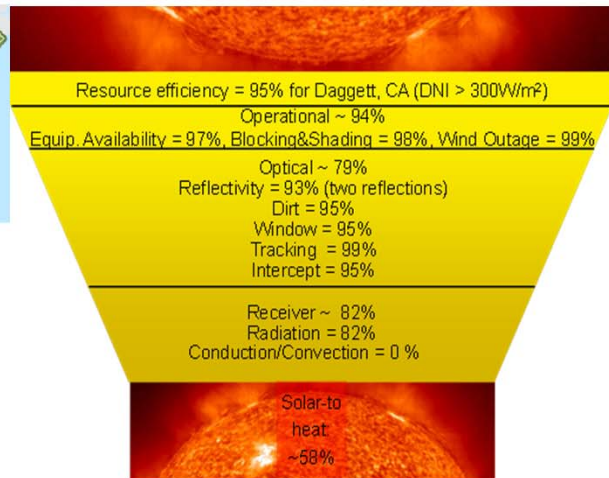 Resource efficiency = 95% for Daggett, CA (DNI > 300W/m²)
Operational ~ 94%
Equip. Availability = 97%, Blocking&Shading = 98%, Wind Outage = 99%
Optical ~ 79%
Reflectivity = 93% (two reflections)
Dirt = 95%
Window = 95%
Tracking = 99%
Intercept = 95%
Receiver ~ 82%
Radiation = 82%
Conduction/Convection = 0 %
Solar-to
heat
~58%